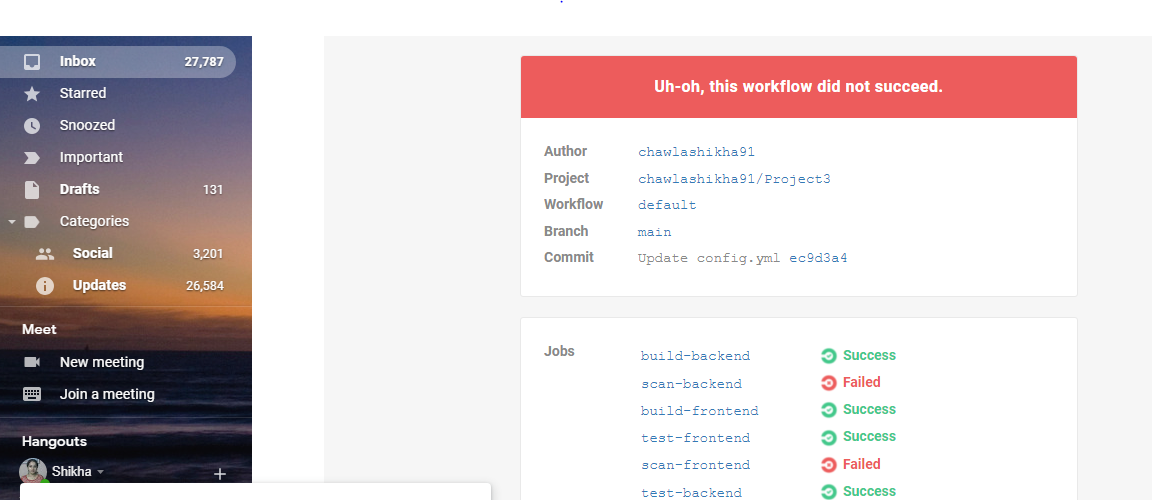 Inbox 27,787
Starred
Snoozed
Important
Drafts 131
Categories
Social 3,201
Updates 26,584
Meet
New meeting
Join a meeting
Hangouts
Shikha
Uh-oh, this workflow did not succeed.
Author chawlashikha91
Project chawlashikha91/Project3
Workflow default
Branch main
Commit Update config.yml ec9d3a4
Jobs build-backend Success
scan-backend Failed
build-frontend Success
test-frontend Success
scan-frontend Failed
test-backend Success